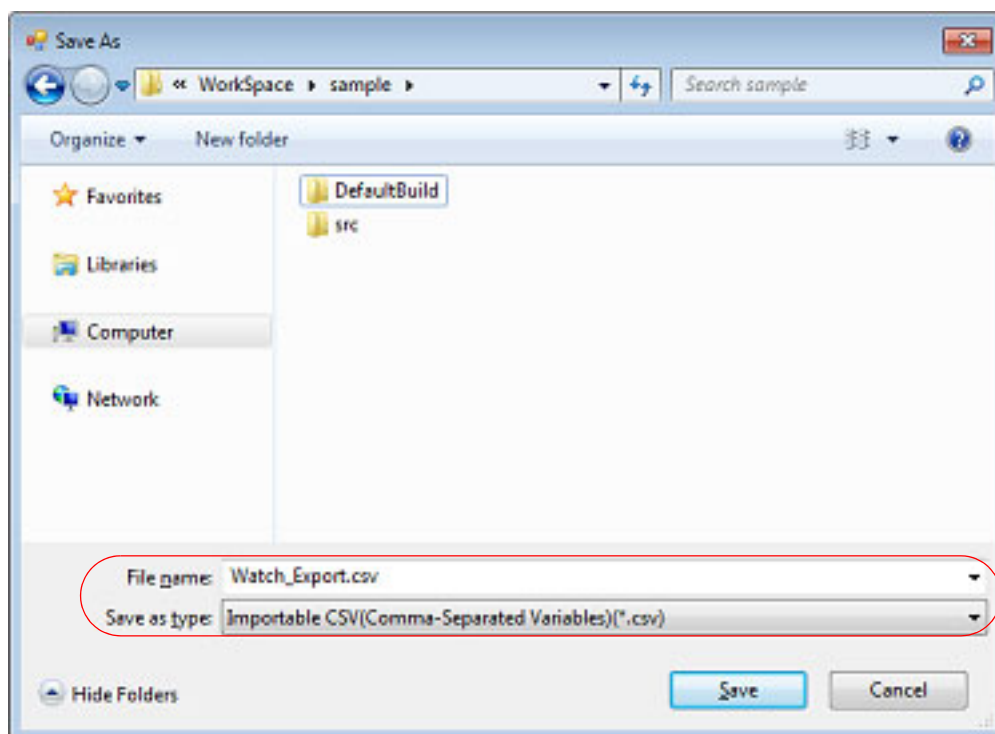 Save As
« WorkSpace ▸ sample ▸ Search sample
Organize New folder
Favorites
Libraries
Computer
Network
DefaultBuild
src
File name: Watch_Export.csv
Save as type: Importable CSV(Comma-Separated Variables)(*.csv)
Hide Folders Save Cancel